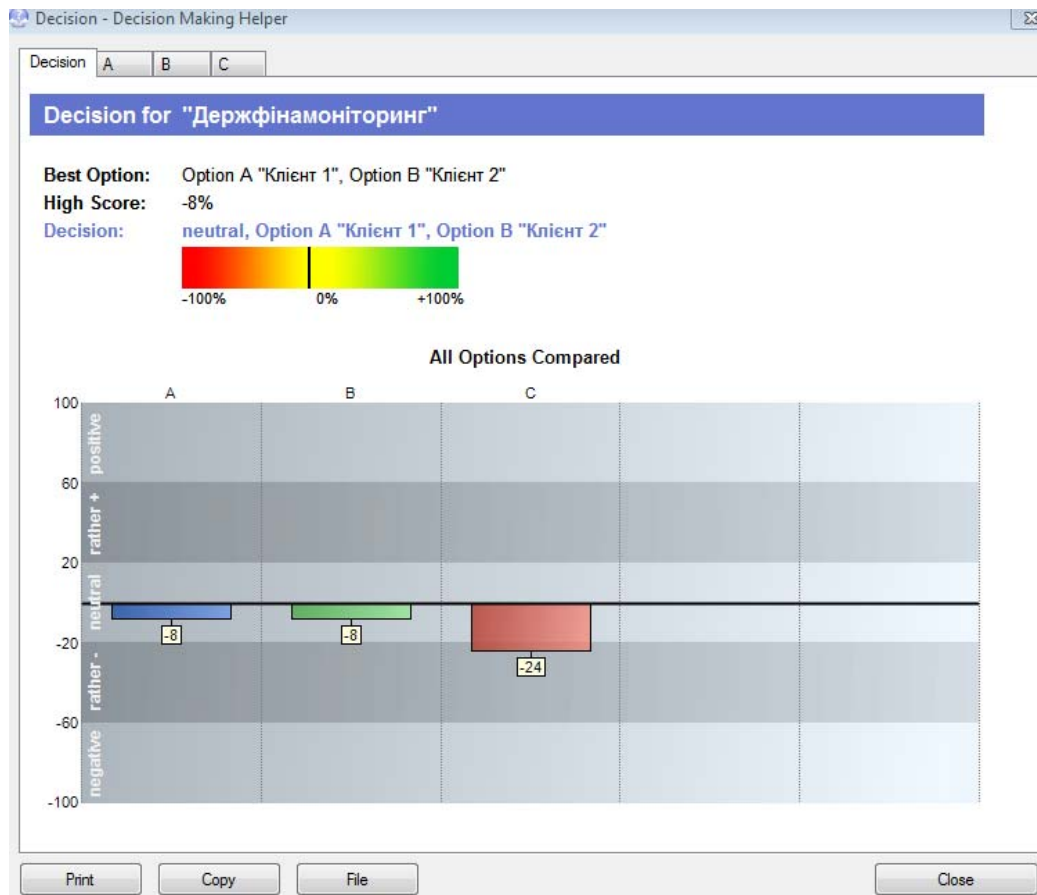 Decision - Decision Making Helper
Decision A B C
Decision for "Держфінамоніторинг"
Best Option: Option A "Клієнт 1", Option B "Клієнт 2"
High Score: -8%
Decision: neutral, Option A "Клієнт 1", Option B "Клієнт 2"
-100% 0% +100%
All Options Compared
A B C
100
positive
60
rather +
20
neutral
-8 -8
-20
-24
rather -
-60
negative
-100
Print Copy File Close